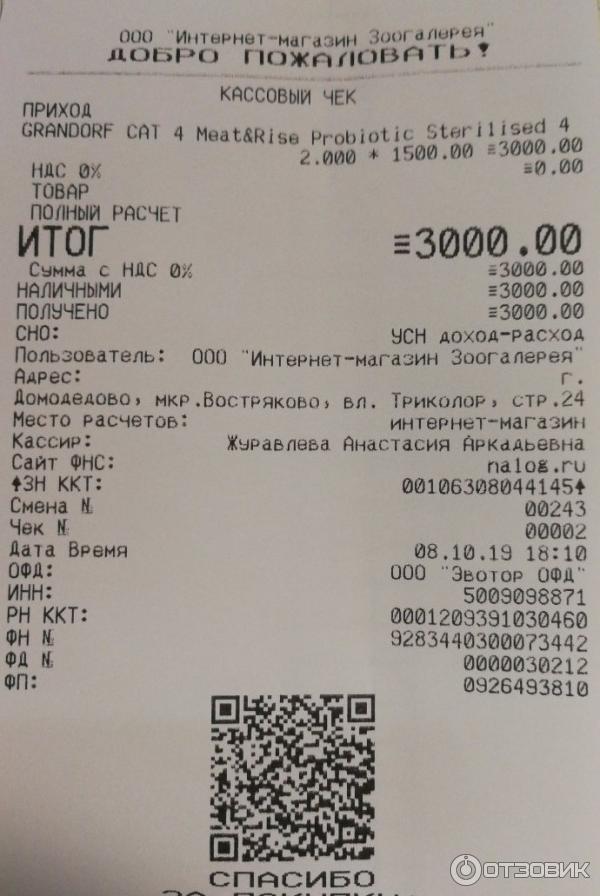 ООО "Интернет-магазин Зоогалерея"
ДОБРО ПОЖАЛОВАТЬ!
КАССОВЫЙ ЧЕК
ПРИХОД
GRANDORF CAT 4 Meat&Rise Probiotic Sterilised 4
2.000 * 1500.00 ≡3000.00
НДС 0% ≡0.00
ТОВАР
ПОЛНЫЙ РАСЧЕТ
ИТОГ ≡3000.00
Сумма с НДС 0% ≡3000.00
НАЛИЧНЫМИ ≡3000.00
ПОЛУЧЕНО ≡3000.00
СНО: УСН доход-расход
Пользователь: ООО "Интернет-магазин Зоогалерея"
Адрес: г.
Домодедово, мкр.Востряково, вл. Триколор, стр.24
Место расчетов: интернет-магазин
Кассир: Журавлева Анастасия Аркадьевна
Сайт ФНС: nalog.ru
↑ЗН ККТ: 00106308044145↑
Смена № 00243
Чек № 00002
Дата Время 08.10.19 18:10
ОФД: ООО "Эвотор ОФД"
ИНН: 5009098871
РН ККТ: 0001209391030460
ФН № 9283440300073442
ФД № 0000030212
ФП: 0926493810
СПАСИБО
ЗА ПОКУПКУ!
ОТЗОВИК